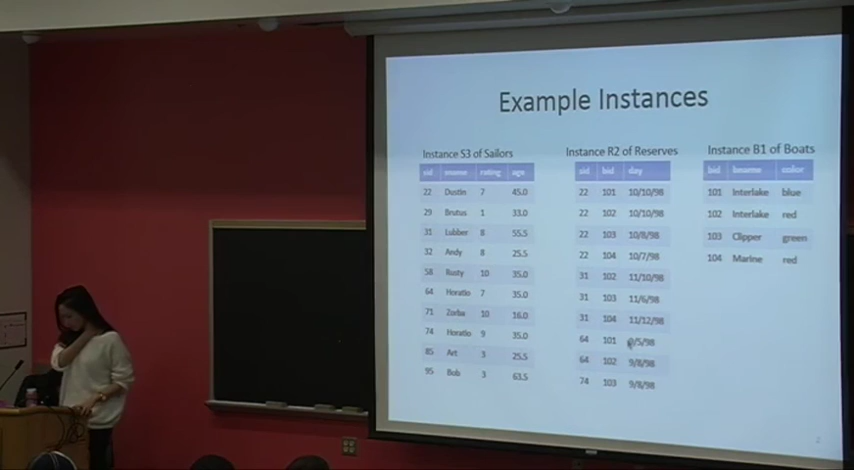 Example Instances
Instance S3 of Sailors
sid sname rating age
22 Dustin 7 45.0
29 Brutus 1 33.0
31 Lubber 8 55.5
32 Andy 8 25.5
58 Rusty 10 35.0
64 Horatio 7 35.0
71 Zorba 10 16.0
74 Horatio 9 35.0
85 Art 3 25.5
95 Bob 3 63.5
Instance R2 of Reserves
sid bid day
22 101 10/10/98
22 102 10/10/98
22 103 10/8/98
22 104 10/7/98
31 102 11/10/98
31 103 11/6/98
31 104 11/12/98
64 101 9/5/98
64 102 9/8/98
74 103 9/8/98
Instance B1 of Boats
bid bname color
101 Interlake blue
102 Interlake red
103 Clipper green
104 Marine red
2